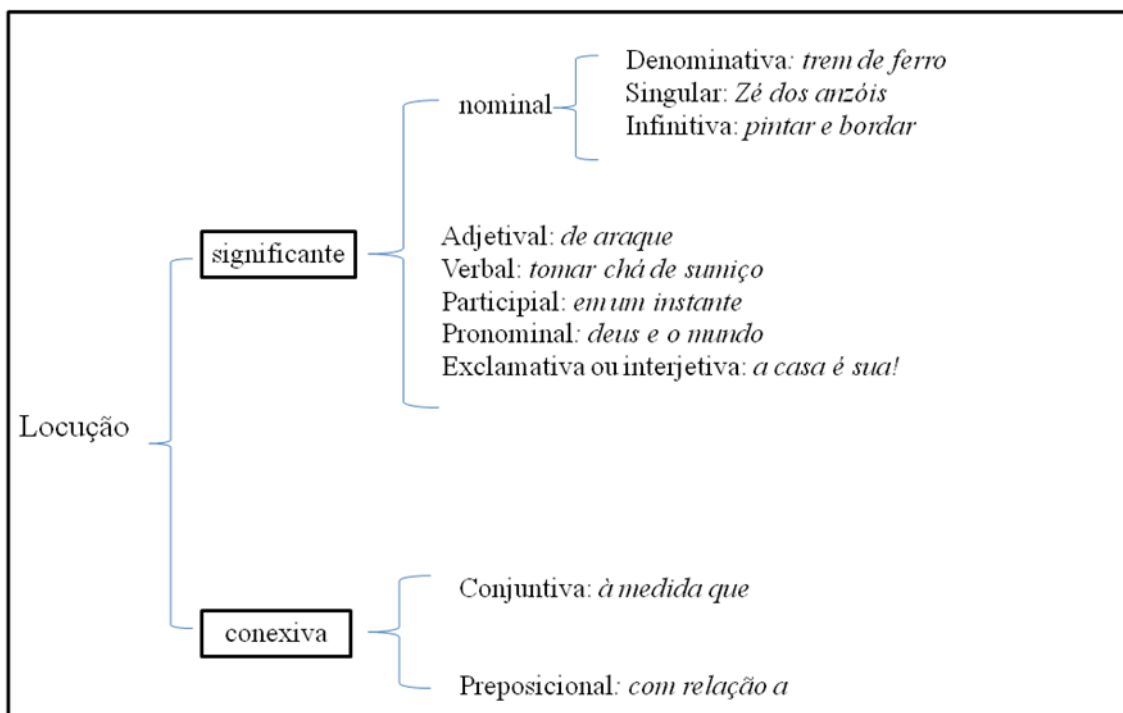 Denominativa: trem de ferro
nominal
Singular: Zé dos anzóis
Infinitiva: pintar e bordar
significante
Adjetival: de araque
Verbal: tomar chá de sumiço
Participial: em um instante
Pronominal: deus e o mundo
Exclamativa ou interjetiva: a casa é sua!
Locução
conexiva
Conjuntiva: à medida que
Preposicional: com relação a